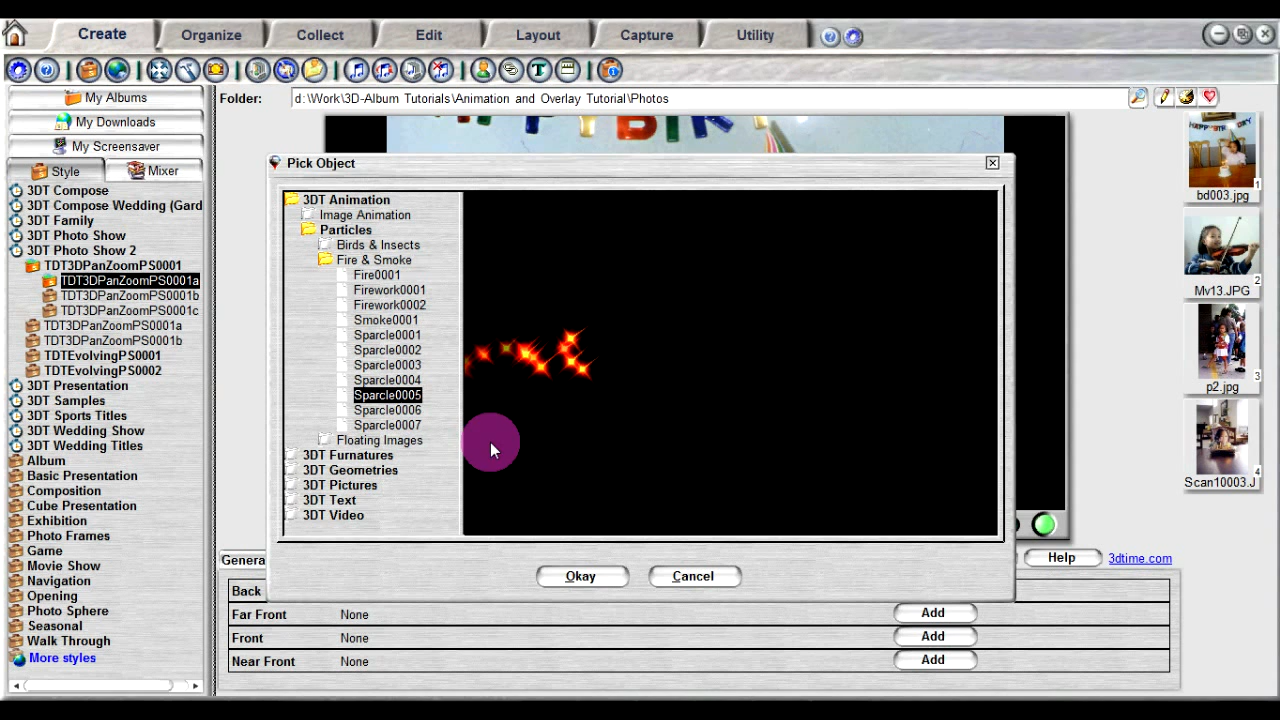 Create
Organize
Collect
Edit
Layout
Capture
Utility
My Albums
My Downloads
My Screensaver
Style
Mixer
3DT Compose
3DT Compose Wedding (Gard
3DT Family
3DT Photo Show
3DT Photo Show 2
TDT3DPanZoomPS0001
TDT3DPanZoomPS0001a
TDT3DPanZoomPS0001b
TDT3DPanZoomPS0001c
TDT3DPanZoomPS0001a
TDT3DPanZoomPS0001b
TDTEvolvingPS0001
TDTEvolvingPS0002
3DT Presentation
3DT Samples
3DT Sports Titles
3DT Wedding Show
3DT Wedding Titles
Album
Basic Presentation
Composition
Cube Presentation
Exhibition
Photo Frames
Game
Movie Show
Navigation
Opening
Photo Sphere
Seasonal
Walk Through
More styles
Folder:
d:\Work\3D-Album Tutorials\Animation and Overlay Tutorial\Photos
Pick Object
3DT Animation
Image Animation
Particles
Birds & Insects
Fire & Smoke
Fire0001
Firework0001
Firework0002
Smoke0001
Sparcle0001
Sparcle0002
Sparcle0003
Sparcle0004
Sparcle0005
Sparcle0006
Sparcle0007
Floating Images
3DT Furnatures
3DT Geometries
3DT Pictures
3DT Text
3DT Video
Okay
Cancel
Help
3dtime.com
Genera
Back
Far Front None Add
Front None Add
Near Front None Add
1
bd003.jpg
2
Mv13.JPG
3
p2.jpg
4
Scan10003.J